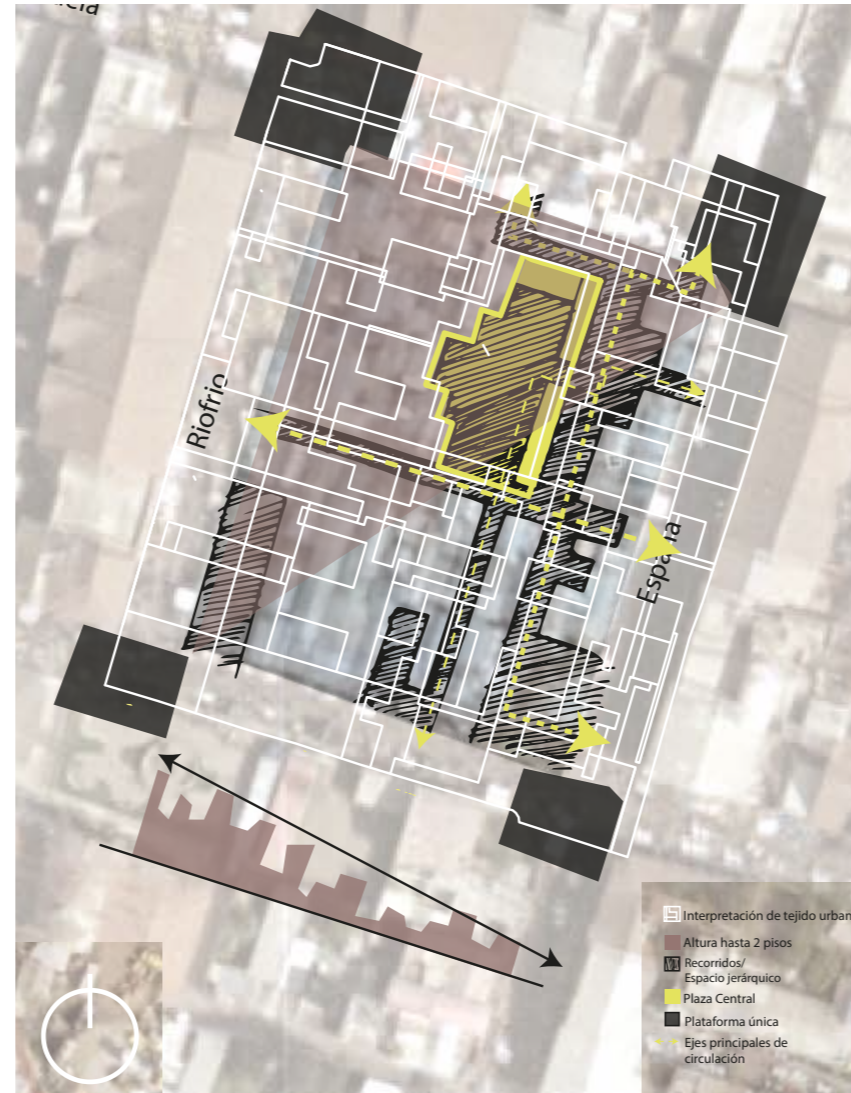 Riofrio
España
Interpretación de tejido urban
Altura hasta 2 pisos
Recorridos/
Espacio jerárquico
Plaza Central
Plataforma única
Ejes principales de
circulación